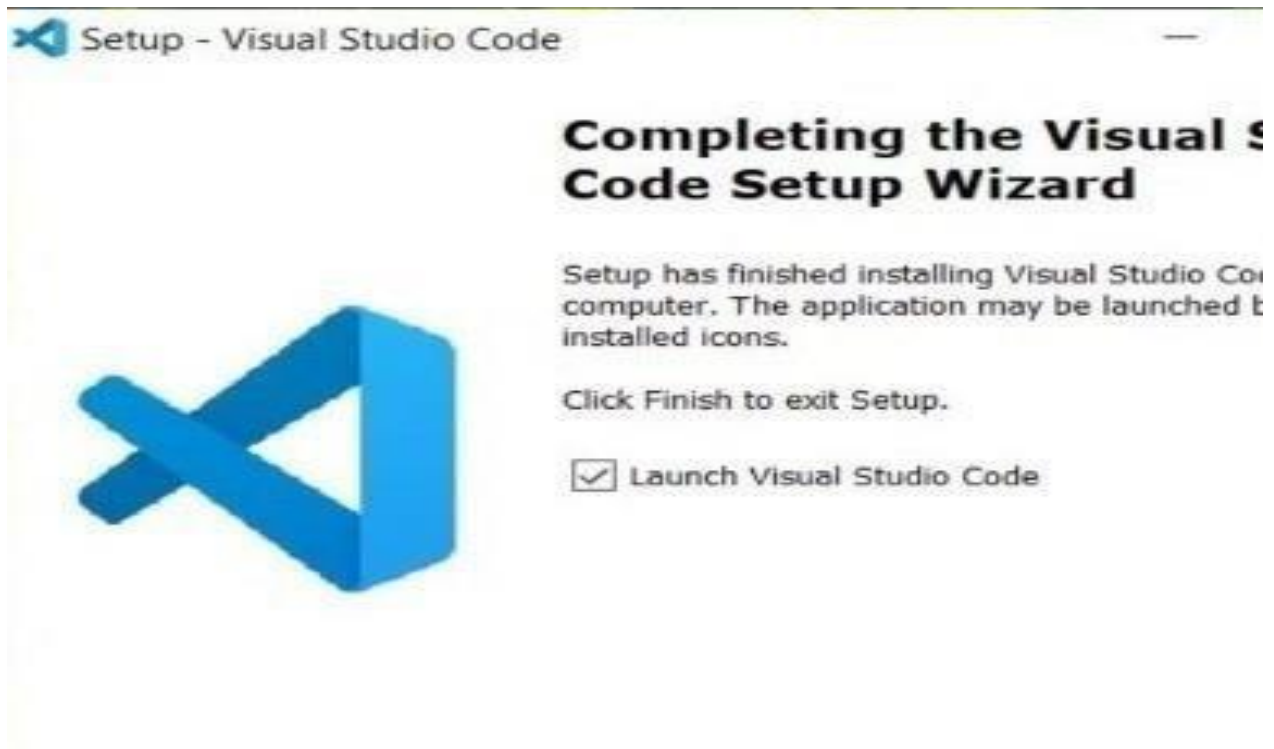 Setup - Visual Studio Code
Completing the Visual S
Code Setup Wizard
Setup has finished installing Visual Studio Co
computer. The application may be launched b
installed icons.
Click Finish to exit Setup.
Launch Visual Studio Code